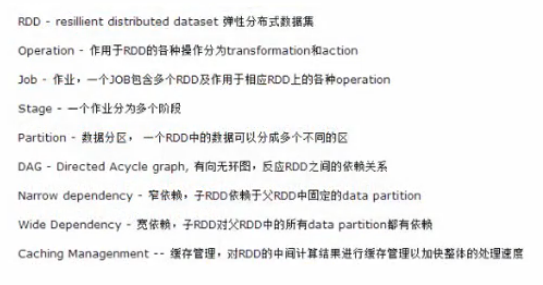 RDD - resillient distributed dataset 弹性分布式数据集
Operation - 作用于RDD的各种操作分为transformation和action
Job - 作业，一个JOB包含多个RDD及作用于相应RDD上的各种operation
Stage - 一个作业分为多个阶段
Partition - 数据分区， 一个RDD中的数据可以分成多个不同的区
DAG - Directed Acycle graph, 有向无环图，反应RDD之间的依赖关系
Narrow dependency - 窄依赖，子RDD依赖于父RDD中固定的data partition
Wide Dependency - 宽依赖，子RDD对父RDD中的所有data partition都有依赖
Caching Managenment -- 缓存管理，对RDD的中间计算结果进行缓存管理以加快整体的处理速度